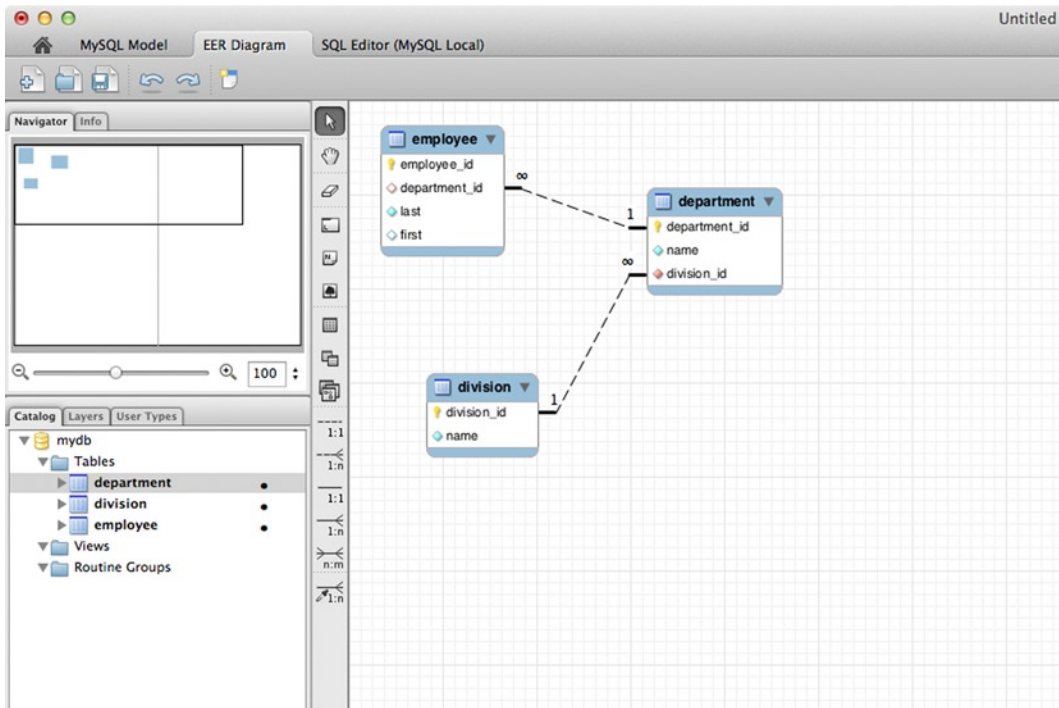 Untitled
MySQL Model EER Diagram SQL Editor (MySQL Local)
Navigator Info
100
Catalog Layers User Types
mydb
Tables
department
division
employee
Views
Routine Groups
1:1
1:n
1:1
1:n
n:m
1:n
employee
employee_id
department_id
last
first
∞
1
department
department_id
name
division_id
∞
division
division_id
name
1